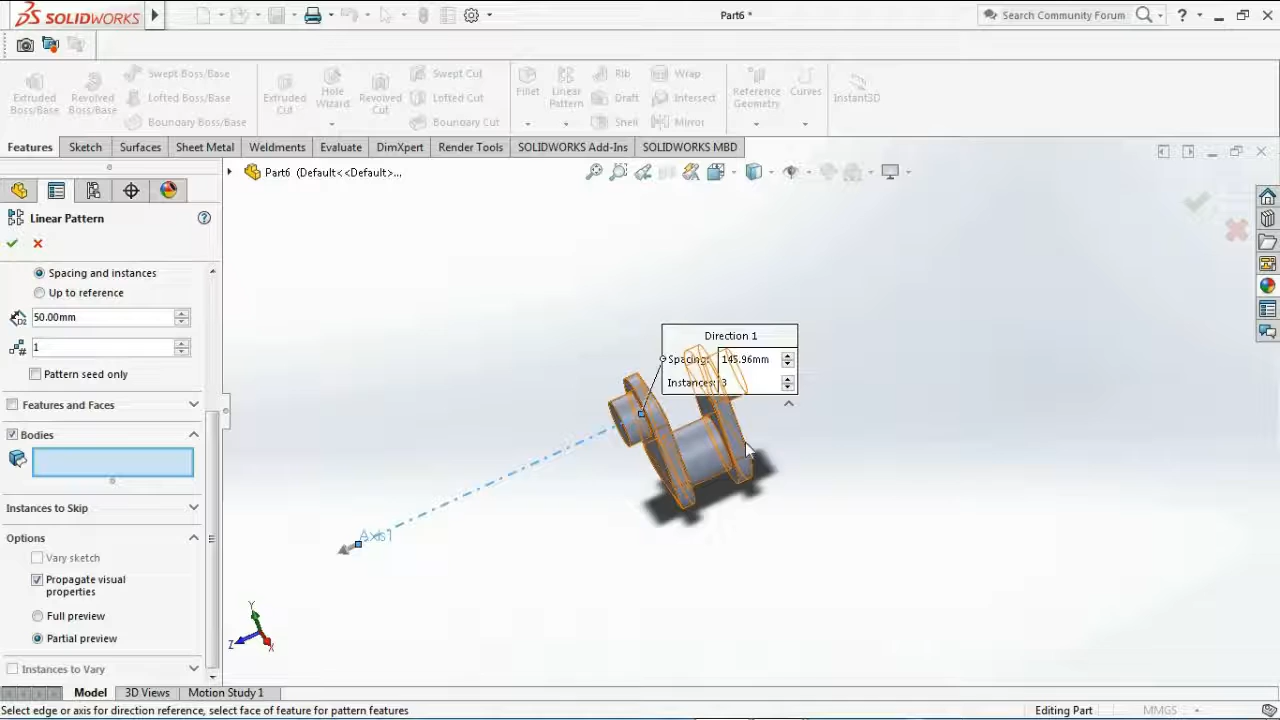 SOLIDWORKS
Part6 *
Search Community Forum
?
Extruded Boss/Base
Revolved Boss/Base
Swept Boss/Base
Lofted Boss/Base
Boundary Boss/Base
Extruded Cut
Hole Wizard
Revolved Cut
Swept Cut
Lofted Cut
Boundary Cut
Fillet
Linear Pattern
Rib
Draft
Shell
Wrap
Intersect
Mirror
Reference Geometry
Curves
Instant3D
Features
Sketch
Surfaces
Sheet Metal
Weldments
Evaluate
DimXpert
Render Tools
SOLIDWORKS Add-Ins
SOLIDWORKS MBD
Part6 (Default<<Default>...
Linear Pattern
?
Spacing and instances
Up to reference
50.00mm
1
Pattern seed only
Features and Faces
Bodies
Instances to Skip
Options
Vary sketch
Propagate visual
properties
Full preview
Partial preview
Instances to Vary
Direction 1
Spacing: 145.96mm
Instances: 3
Axis1
Y
Z
X
Model
3D Views
Motion Study 1
Select edge or axis for direction reference, select face of feature for pattern features
Editing Part
MMGS